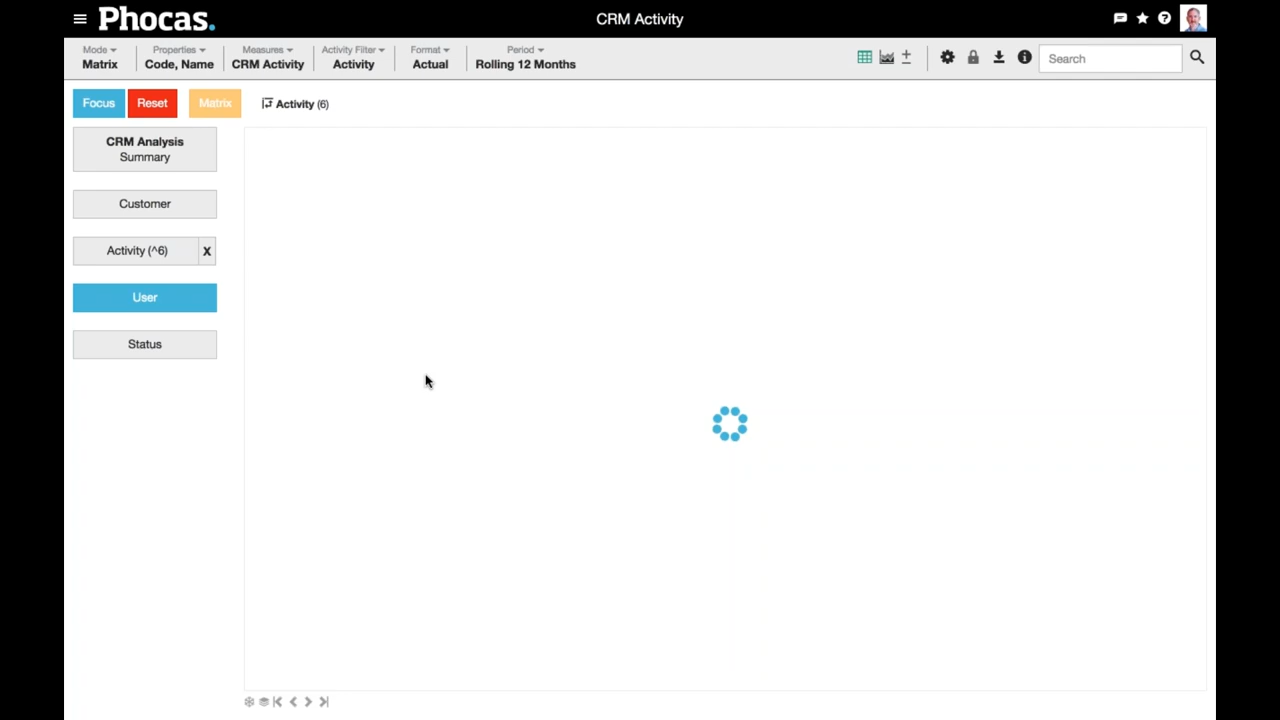 Phocas.
CRM Activity
Mode
Matrix
Properties
Code, Name
Measures
CRM Activity
Activity Filter
Activity
Format
Actual
Period
Rolling 12 Months
Search
Focus
Reset
Matrix
Activity (6)
CRM Analysis
Summary
Customer
Activity (^6)
X
User
Status